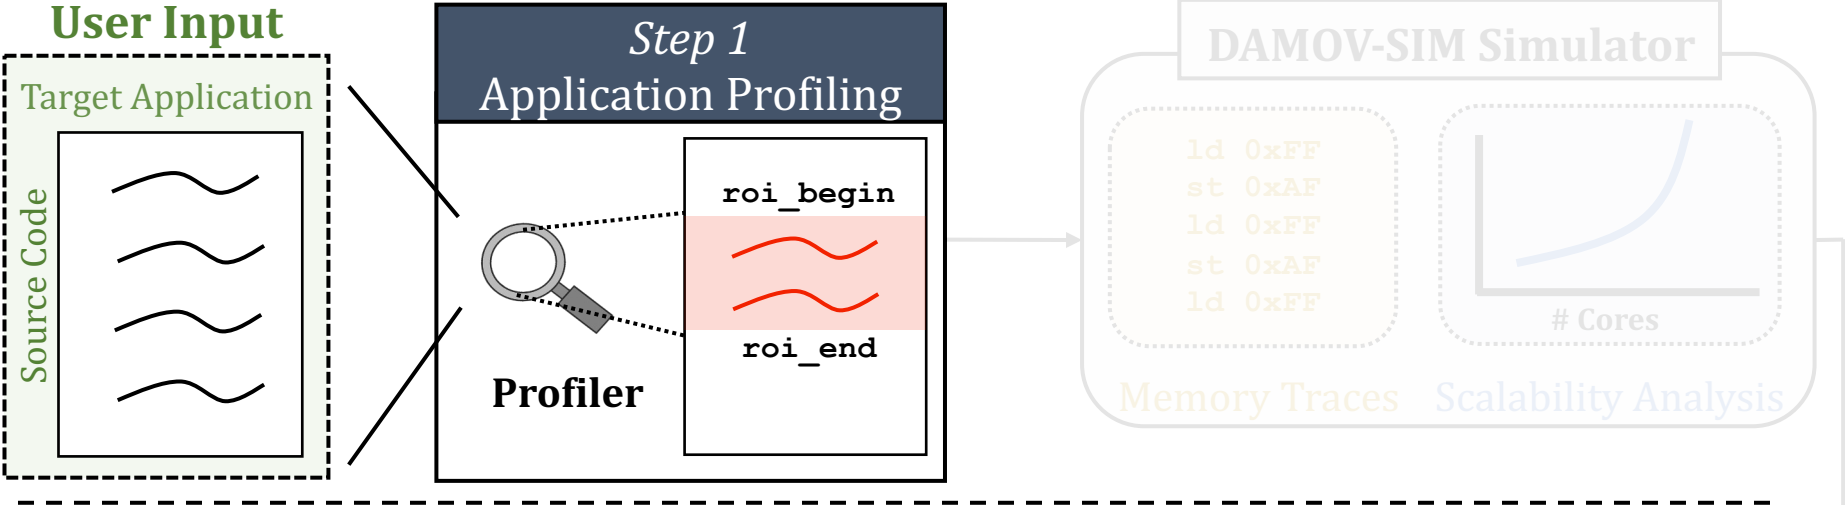 User Input
Target Application
Source Code
Step 1
Application Profiling
roi_begin
roi_end
Profiler
DAMOV-SIM Simulator
ld 0xFF
st 0xAF
ld 0xFF
st 0xAF
ld 0xFF
Memory Traces
# Cores
Scalability Analysis